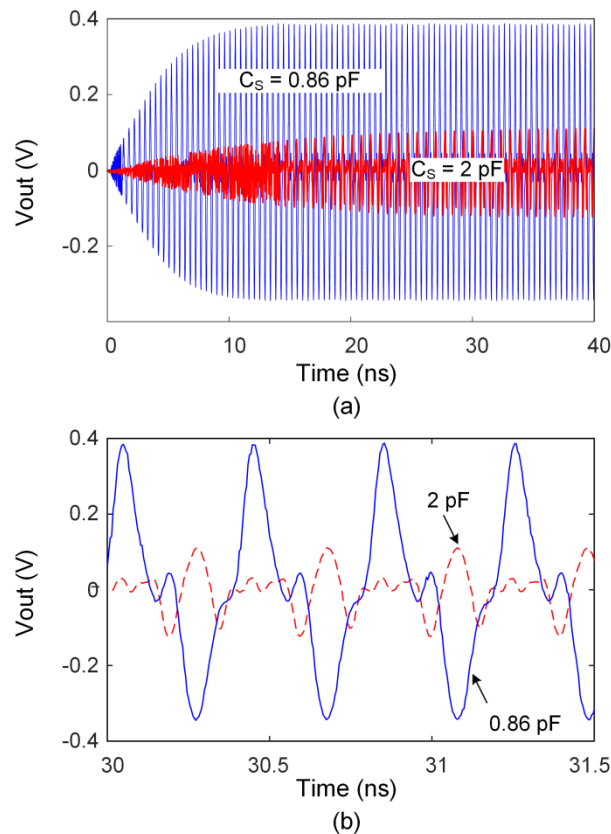 0.4
C_S = 0.86 pF
0.2
Vout (V)
0
C_S = 2 pF
-0.2
0 10 20 30 40
Time (ns)
(a)
0.4
2 pF
0.2
Vout (V)
0
-0.2
0.86 pF
-0.4
30 30.5 31 31.5
Time (ns)
(b)